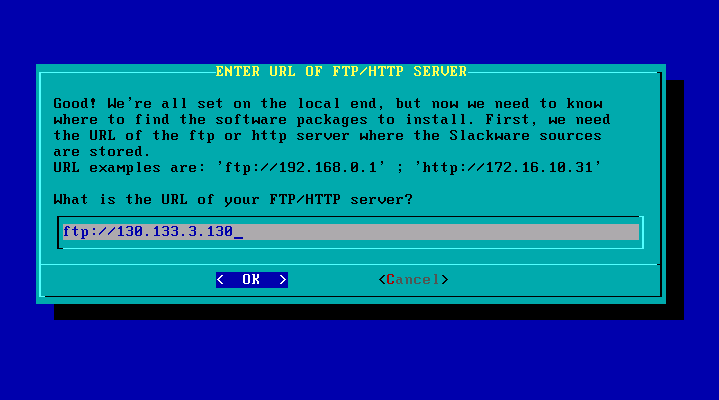 ENTER URL OF FTP/HTTP SERVER
Good! We're all set on the local end, but now we need to know
where to find the software packages to install. First, we need
the URL of the ftp or http server where the Slackware sources
are stored.
URL examples are: 'ftp://192.168.0.1' ; 'http://172.16.10.31'
What is the URL of your FTP/HTTP server?
ftp://130.133.3.130_
< OK > <Cancel>